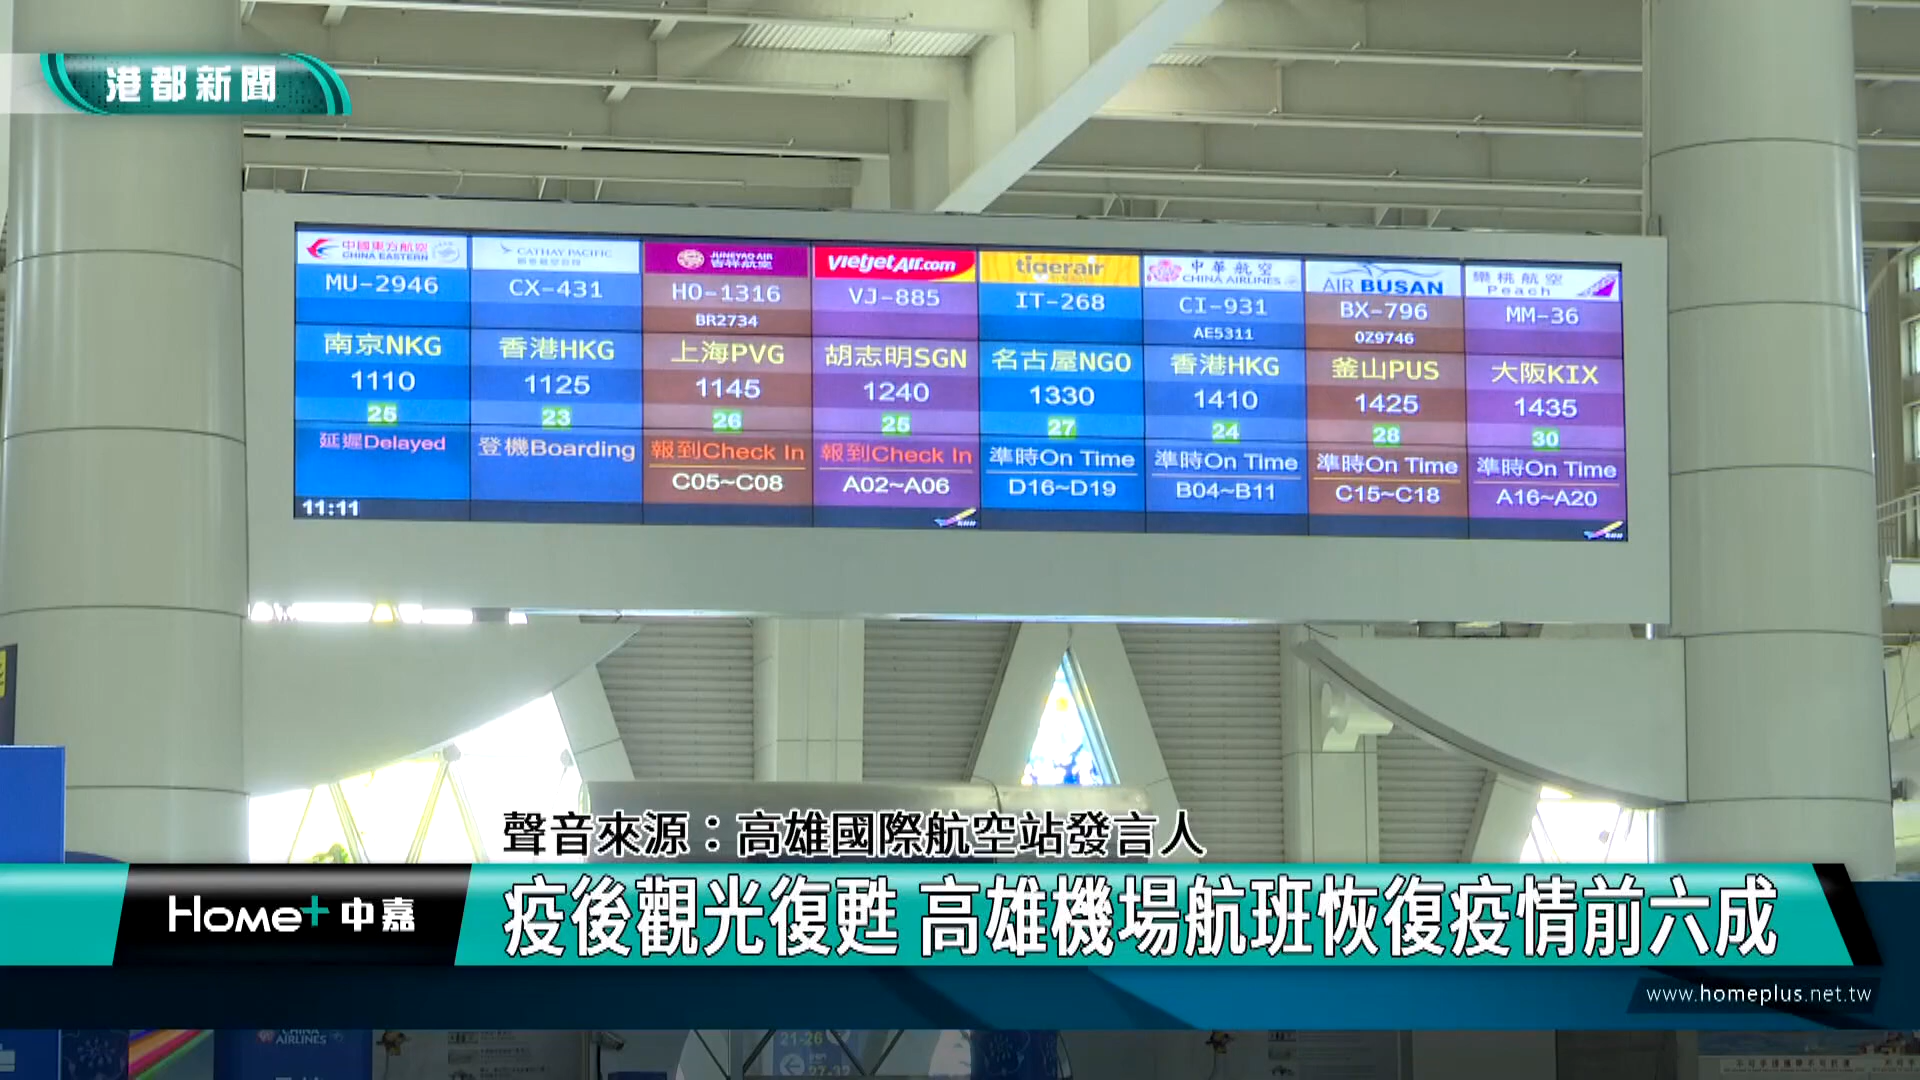 港都新聞
中國東方航空
CHINA EASTERN
MU-2946
南京NKG
1110
25
延遲Delayed
11:11
CATHAY PACIFIC
CX-431
香港HKG
1125
23
登機Boarding
JUNEYAO AIR
吉祥航空
HO-1316
BR2734
上海PVG
1145
26
報到Check In
C05~C08
vietjetAir.com
VJ-885
胡志明SGN
1240
25
報到Check In
A02~A06
tigerair
IT-268
名古屋NGO
1330
27
準時On Time
D16~D19
中華航空
CHINA AIRLINES
CI-931
AE5311
香港HKG
1410
24
準時On Time
B04~B11
AIR BUSAN
BX-796
OZ9746
釜山PUS
1425
28
準時On Time
C15~C18
樂桃航空
Peach
MM-36
大阪KIX
1435
30
準時On Time
A16~A20
聲音來源：高雄國際航空站發言人
Home+中嘉
疫後觀光復甦 高雄機場航班恢復疫情前六成
www.homeplus.net.tw
CHINA
AIRLINES
21-26
27-32